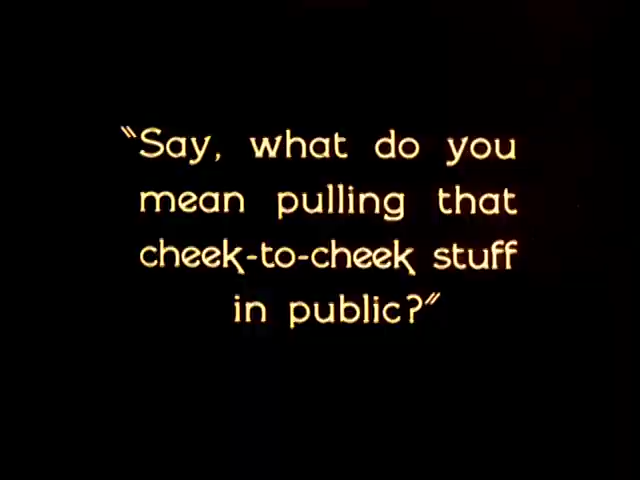 "Say, what do you
mean pulling that
cheek-to-cheek stuff
in public?"